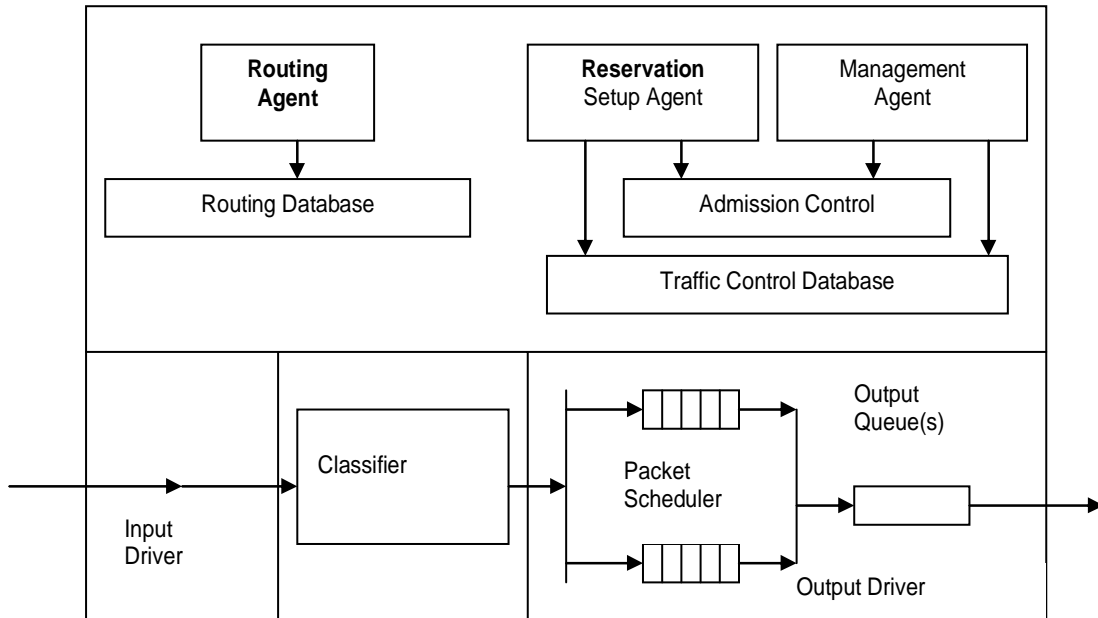 Routing
Agent
Reservation
Setup Agent
Management
Agent
Routing Database
Admission Control
Traffic Control Database
Input
Driver
Classifier
Packet
Scheduler
Output
Queue(s)
Output Driver